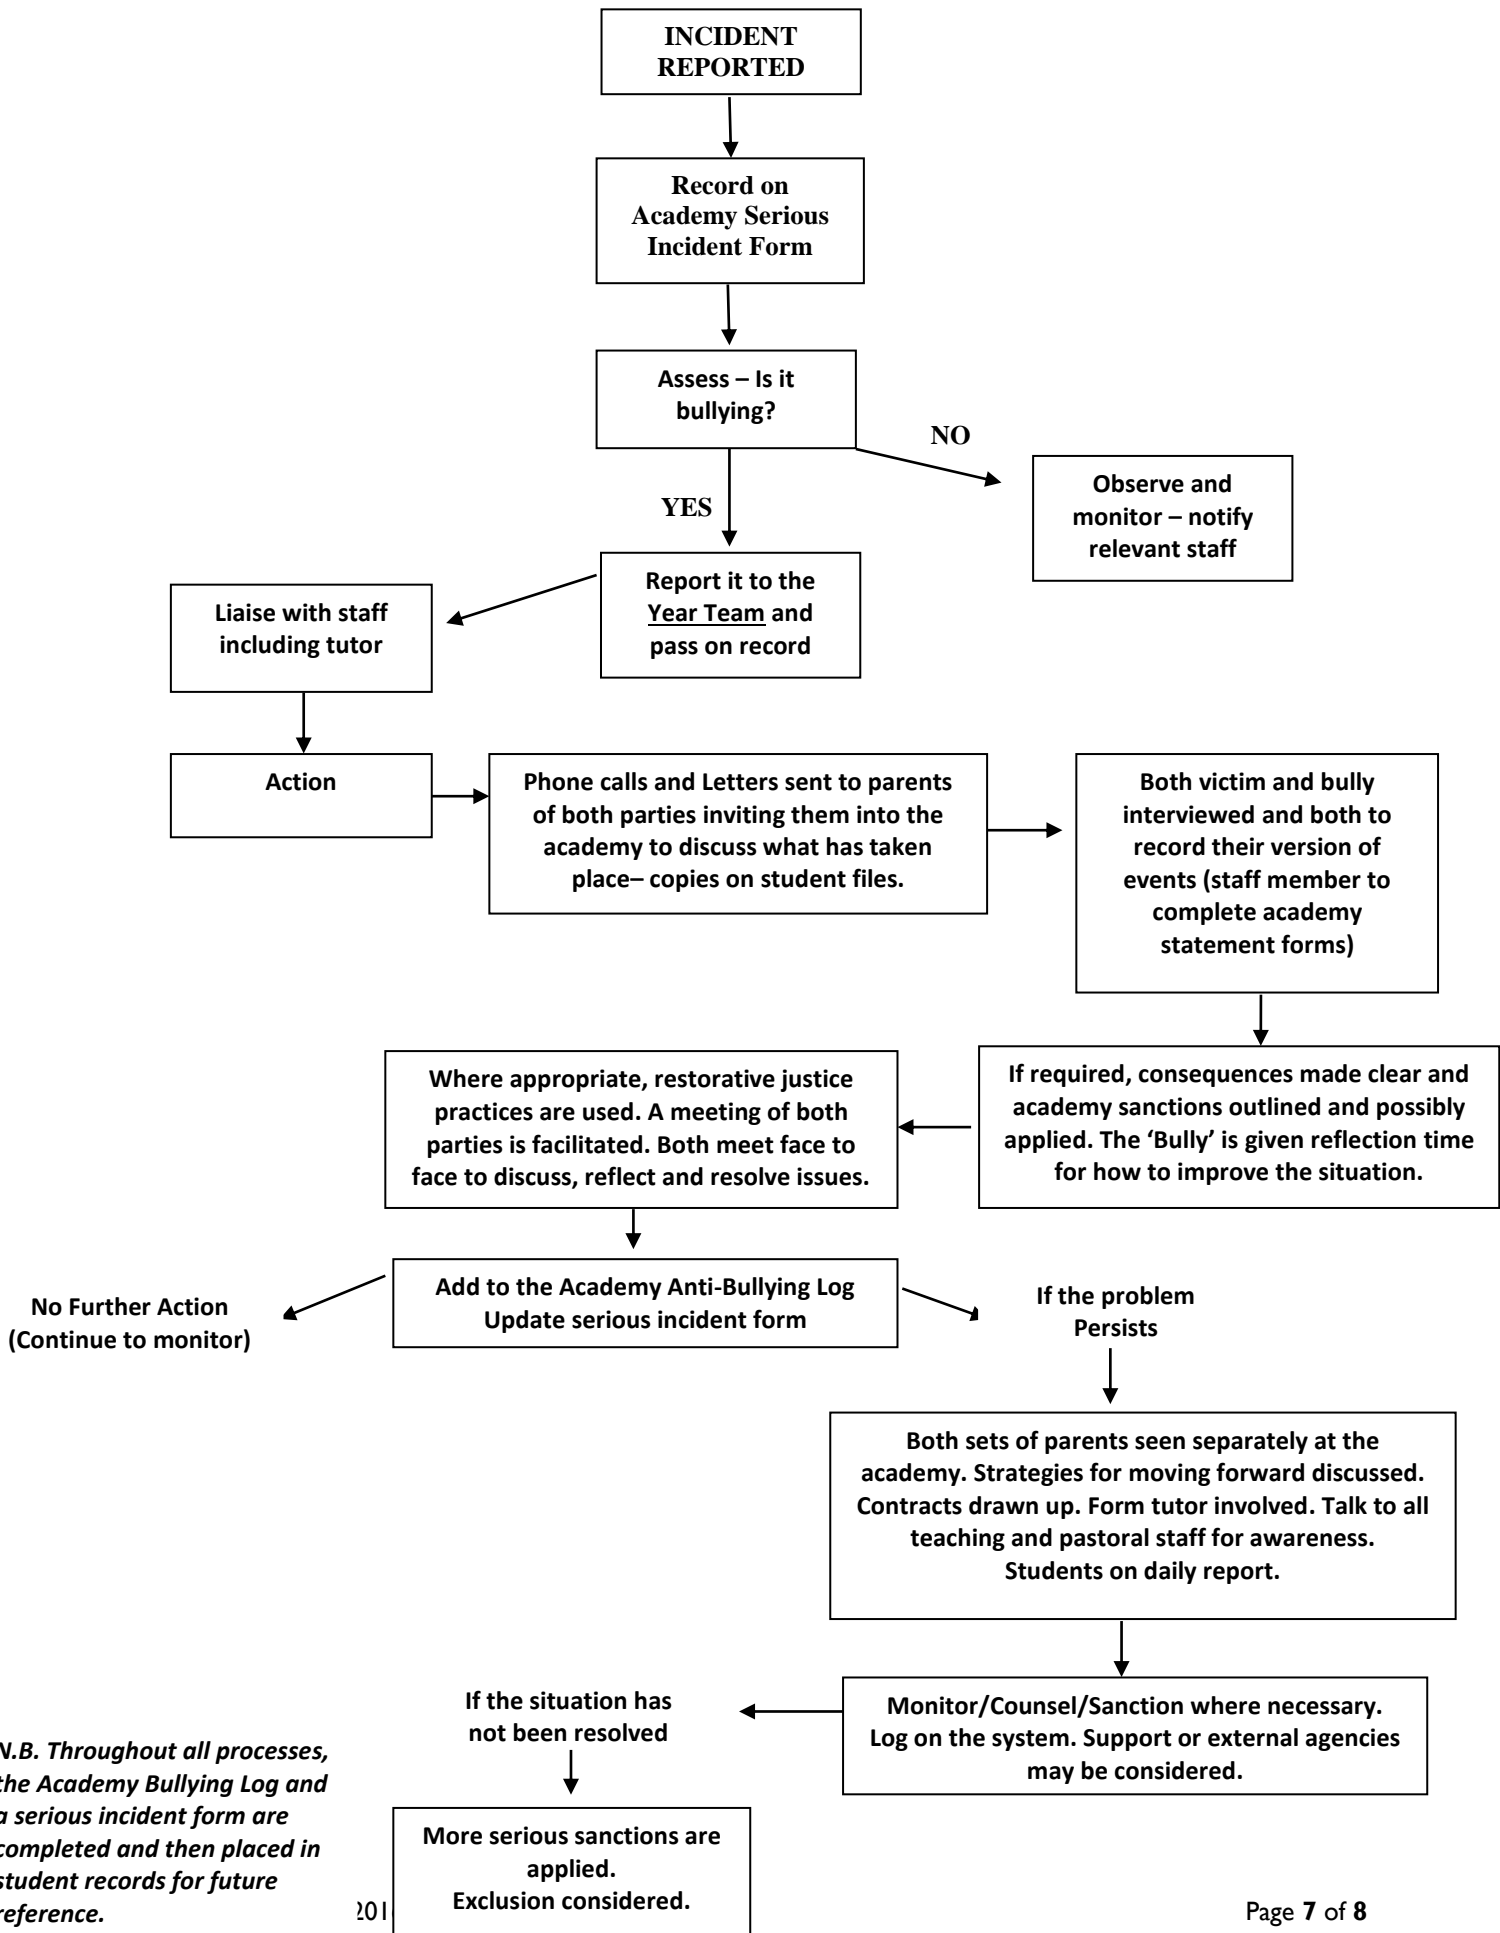 INCIDENT
REPORTED
Record on
Academy Serious
Incident Form
Assess – Is it
bullying?
NO
Observe and
monitor – notify
relevant staff
YES
Report it to the
Year Team and
pass on record
Liaise with staff
including tutor
Action
Phone calls and Letters sent to parents
of both parties inviting them into the
academy to discuss what has taken
place– copies on student files.
Both victim and bully
interviewed and both to
record their version of
events (staff member to
complete academy
statement forms)
If required, consequences made clear and
academy sanctions outlined and possibly
applied. The ‘Bully’ is given reflection time
for how to improve the situation.
Where appropriate, restorative justice
practices are used. A meeting of both
parties is facilitated. Both meet face to
face to discuss, reflect and resolve issues.
Add to the Academy Anti-Bullying Log
Update serious incident form
No Further Action
(Continue to monitor)
If the problem
Persists
Both sets of parents seen separately at the
academy. Strategies for moving forward discussed.
Contracts drawn up. Form tutor involved. Talk to all
teaching and pastoral staff for awareness.
Students on daily report.
Monitor/Counsel/Sanction where necessary.
Log on the system. Support or external agencies
may be considered.
If the situation has
not been resolved
More serious sanctions are
applied.
Exclusion considered.
N.B. Throughout all processes,
the Academy Bullying Log and
a serious incident form are
completed and then placed in
student records for future
reference.
Page 7 of 8